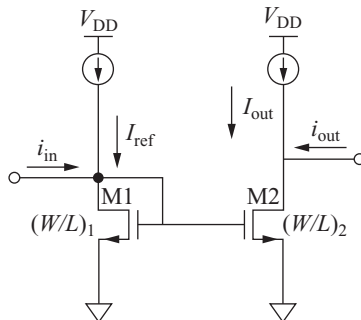 V_DD V_DD
I_ref I_out
i_in i_out
M1 M2
(W/L)_1 (W/L)_2